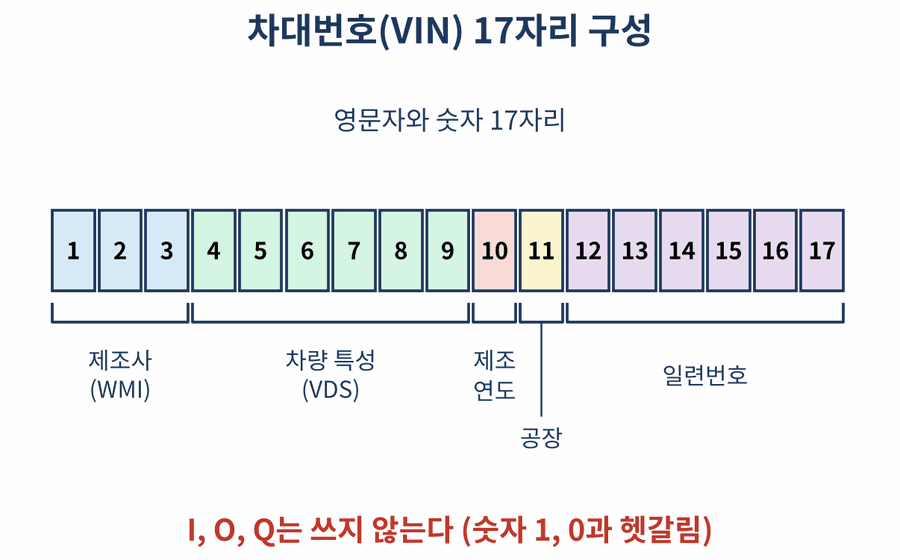 차대번호(VIN) 17자리 구성
영문자와 숫자 17자리
1 2 3 4 5 6 7 8 9 10 11 12 13 14 15 16 17
제조사
(WMI)
차량 특성
(VDS)
제조
연도
공장
일련번호
I, O, Q는 쓰지 않는다 (숫자 1, 0과 헷갈림)